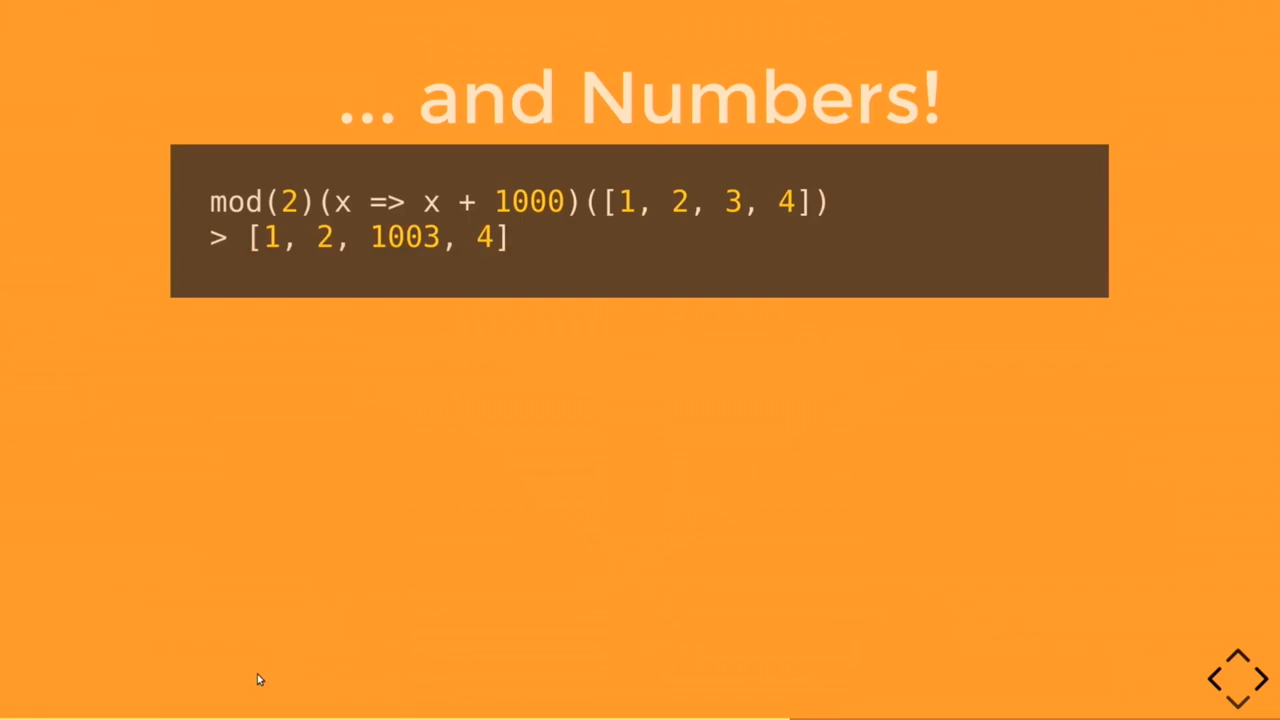 ... and Numbers!
mod(2)(x => x + 1000)([1, 2, 3, 4])
> [1, 2, 1003, 4]